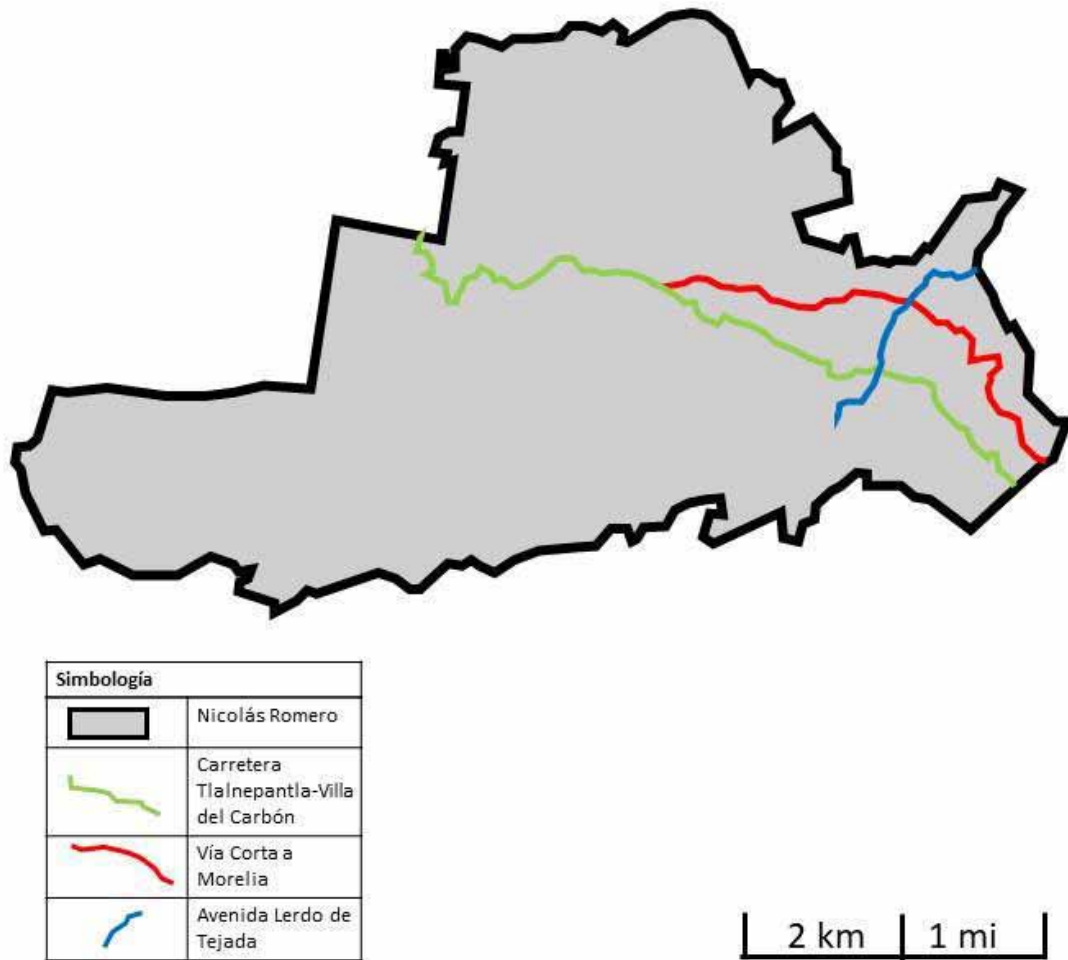 Simbología
Nicolás Romero
Carretera
Tlalnepantla-Villa
del Carbón
Vía Corta a
Morelia
Avenida Lerdo de
Tejada
2 km 1 mi